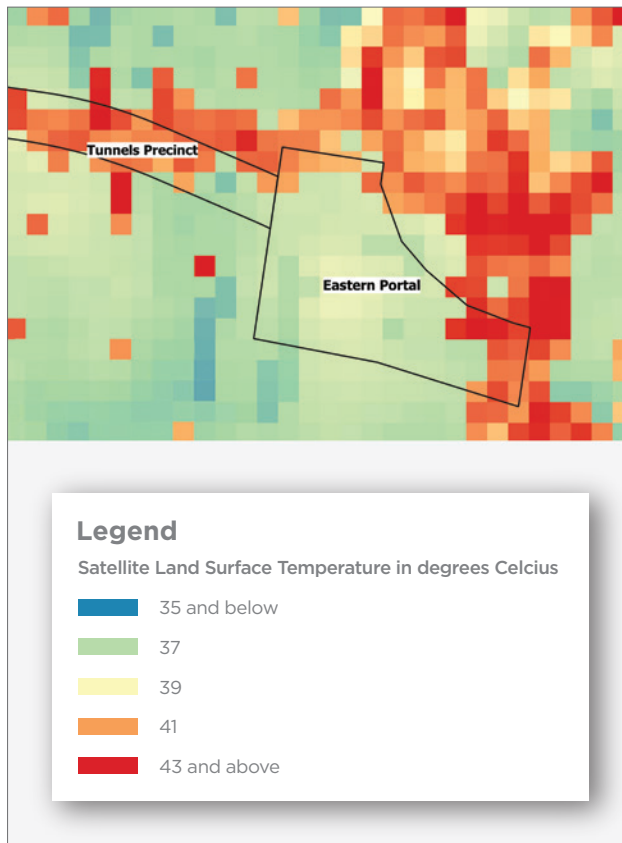 Tunnels Precinct
Eastern Portal
Legend
Satellite Land Surface Temperature in degrees Celcius
35 and below
37
39
41
43 and above